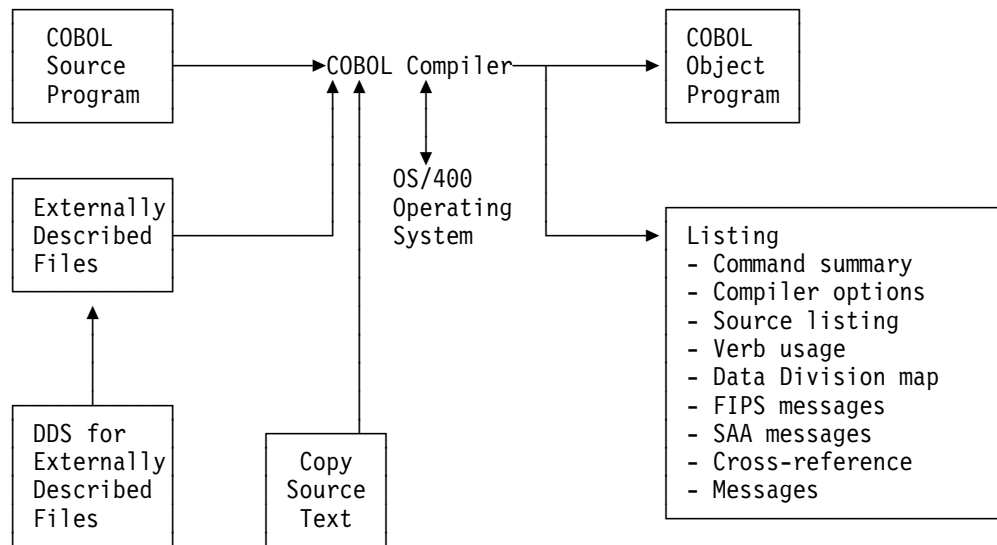 COBOL
Source
Program
COBOL Compiler
COBOL
Object
Program
OS/400
Operating
System
Externally
Described
Files
Listing
- Command summary
- Compiler options
- Source listing
- Verb usage
- Data Division map
- FIPS messages
- SAA messages
- Cross-reference
- Messages
DDS for
Externally
Described
Files
Copy
Source
Text